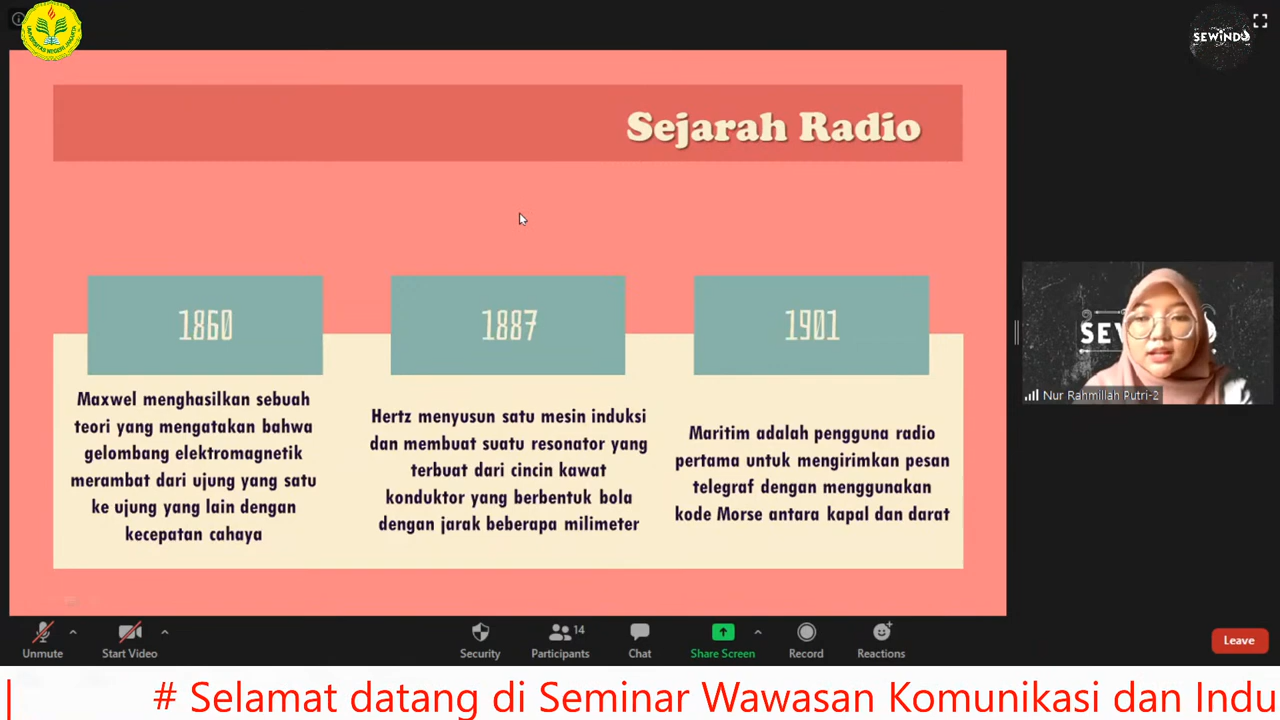 UNIVERSITAS NEGERI JAKARTA
SEWINDU
Sejarah Radio
1860
Maxwel menghasilkan sebuah
teori yang mengatakan bahwa
gelombang elektromagnetik
merambat dari ujung yang satu
ke ujung yang lain dengan
kecepatan cahaya
1887
Hertz menyusun satu mesin induksi
dan membuat suatu resonator yang
terbuat dari cincin kawat
konduktor yang berbentuk bola
dengan jarak beberapa milimeter
1901
Maritim adalah pengguna radio
pertama untuk mengirimkan pesan
telegraf dengan menggunakan
kode Morse antara kapal dan darat
Nur Rahmillah Putri-2
Unmute
Start Video
Security
14
Participants
Chat
Share Screen
Record
Reactions
Leave
# Selamat datang di Seminar Wawasan Komunikasi dan Indu